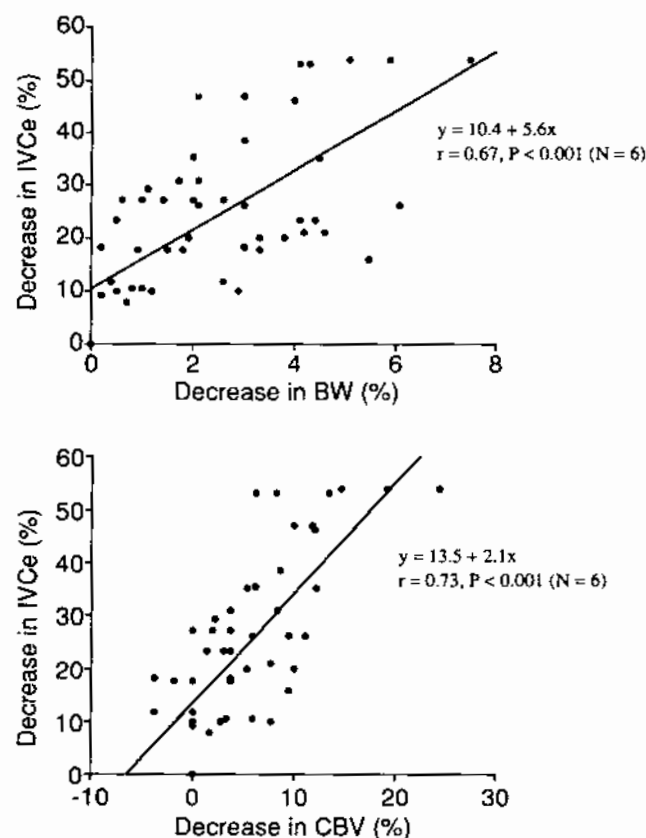 60
50
40
30
20
10
0
Decrease in IVCe (%)
y = 10.4 + 5.6x
r = 0.67, P < 0.001 (N = 6)
0 2 4 6 8
Decrease in BW (%)
60
50
40
30
20
10
0
Decrease in IVCe (%)
y = 13.5 + 2.1x
r = 0.73, P < 0.001 (N = 6)
-10 0 10 20 30
Decrease in CBV (%)